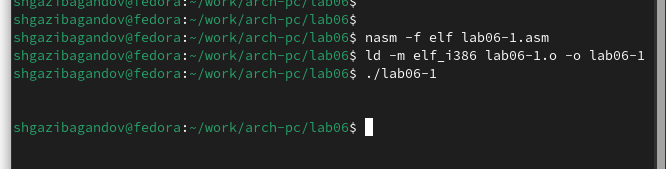 shgazibagandov@fedora:~/work/arch-pc/lab06$
shgazibagandov@fedora:~/work/arch-pc/lab06$
shgazibagandov@fedora:~/work/arch-pc/lab06$ nasm -f elf lab06-1.asm
shgazibagandov@fedora:~/work/arch-pc/lab06$ ld -m elf_i386 lab06-1.o -o lab06-1
shgazibagandov@fedora:~/work/arch-pc/lab06$ ./lab06-1
shgazibagandov@fedora:~/work/arch-pc/lab06$